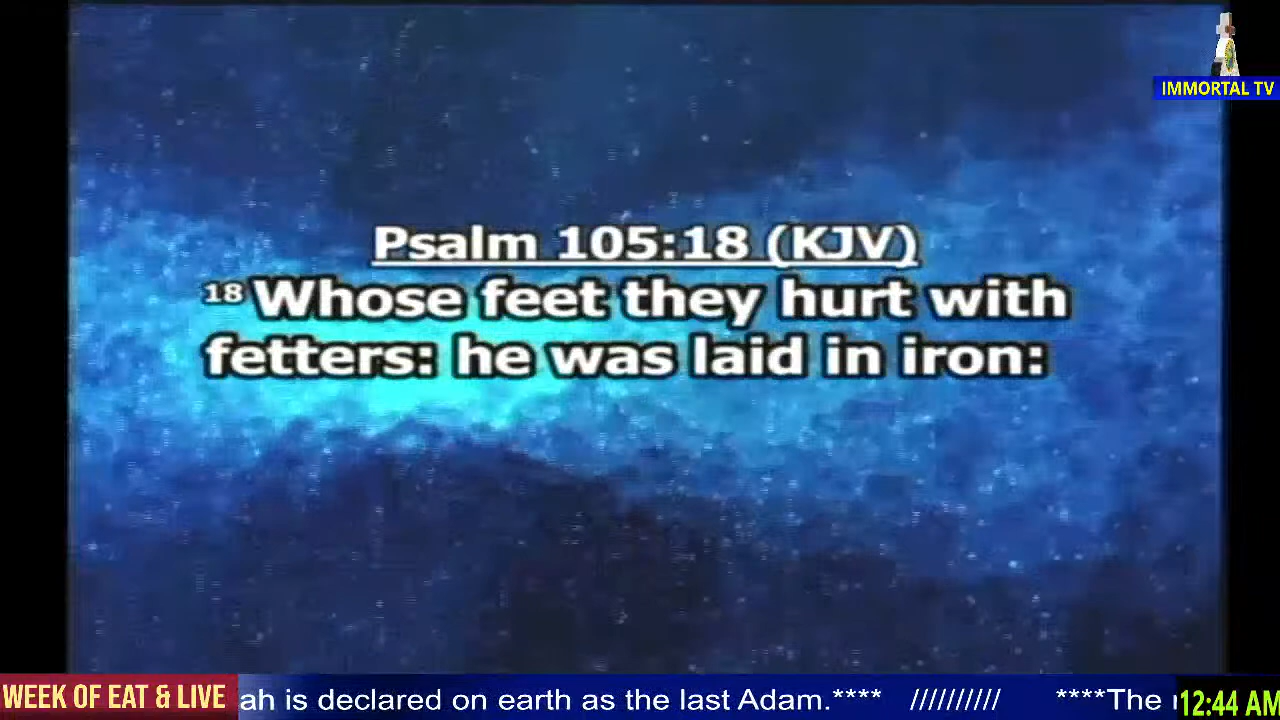 IMMORTAL TV
Psalm 105:18 (KJV)
18 Whose feet they hurt with
fetters: he was laid in iron:
WEEK OF EAT & LIVE
ah is declared on earth as the last Adam.**** ////////// ****The
12:44 AM